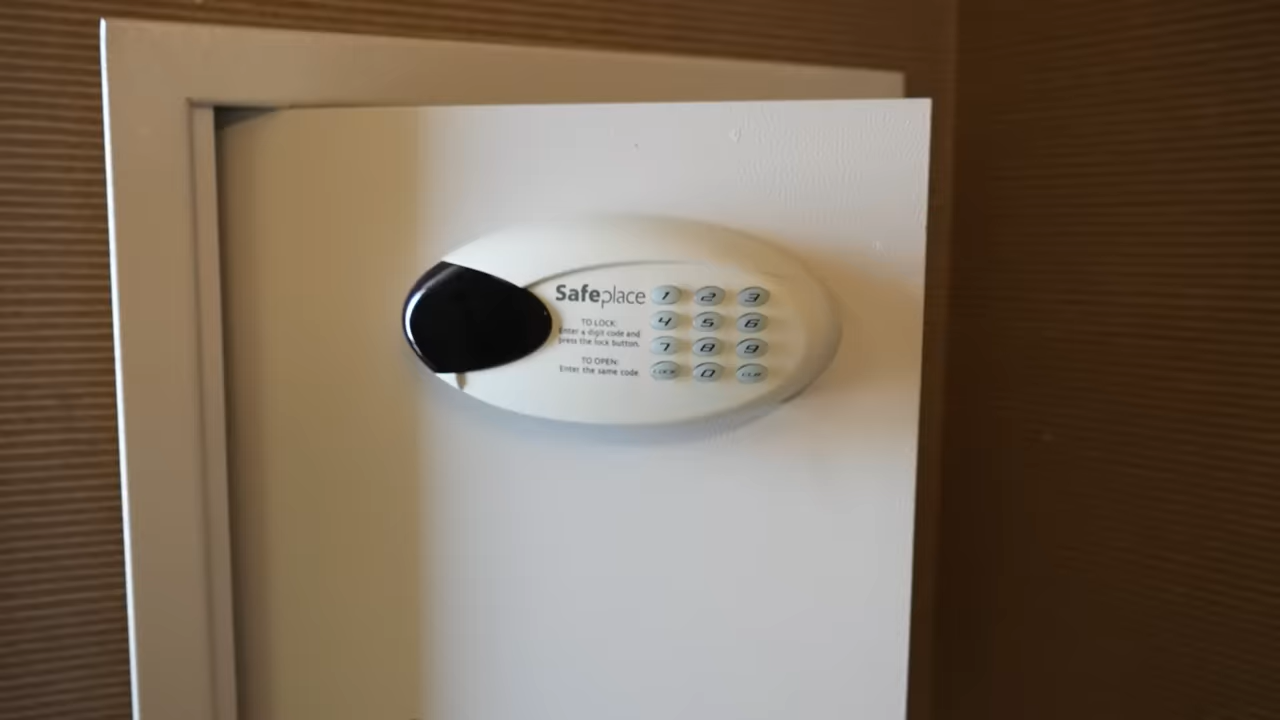 Safeplace
TO LOCK:
Enter a digit code and
press the lock button.
TO OPEN:
Enter the same code
1 2 3
4 5 6
7 8 9
LOCK 0